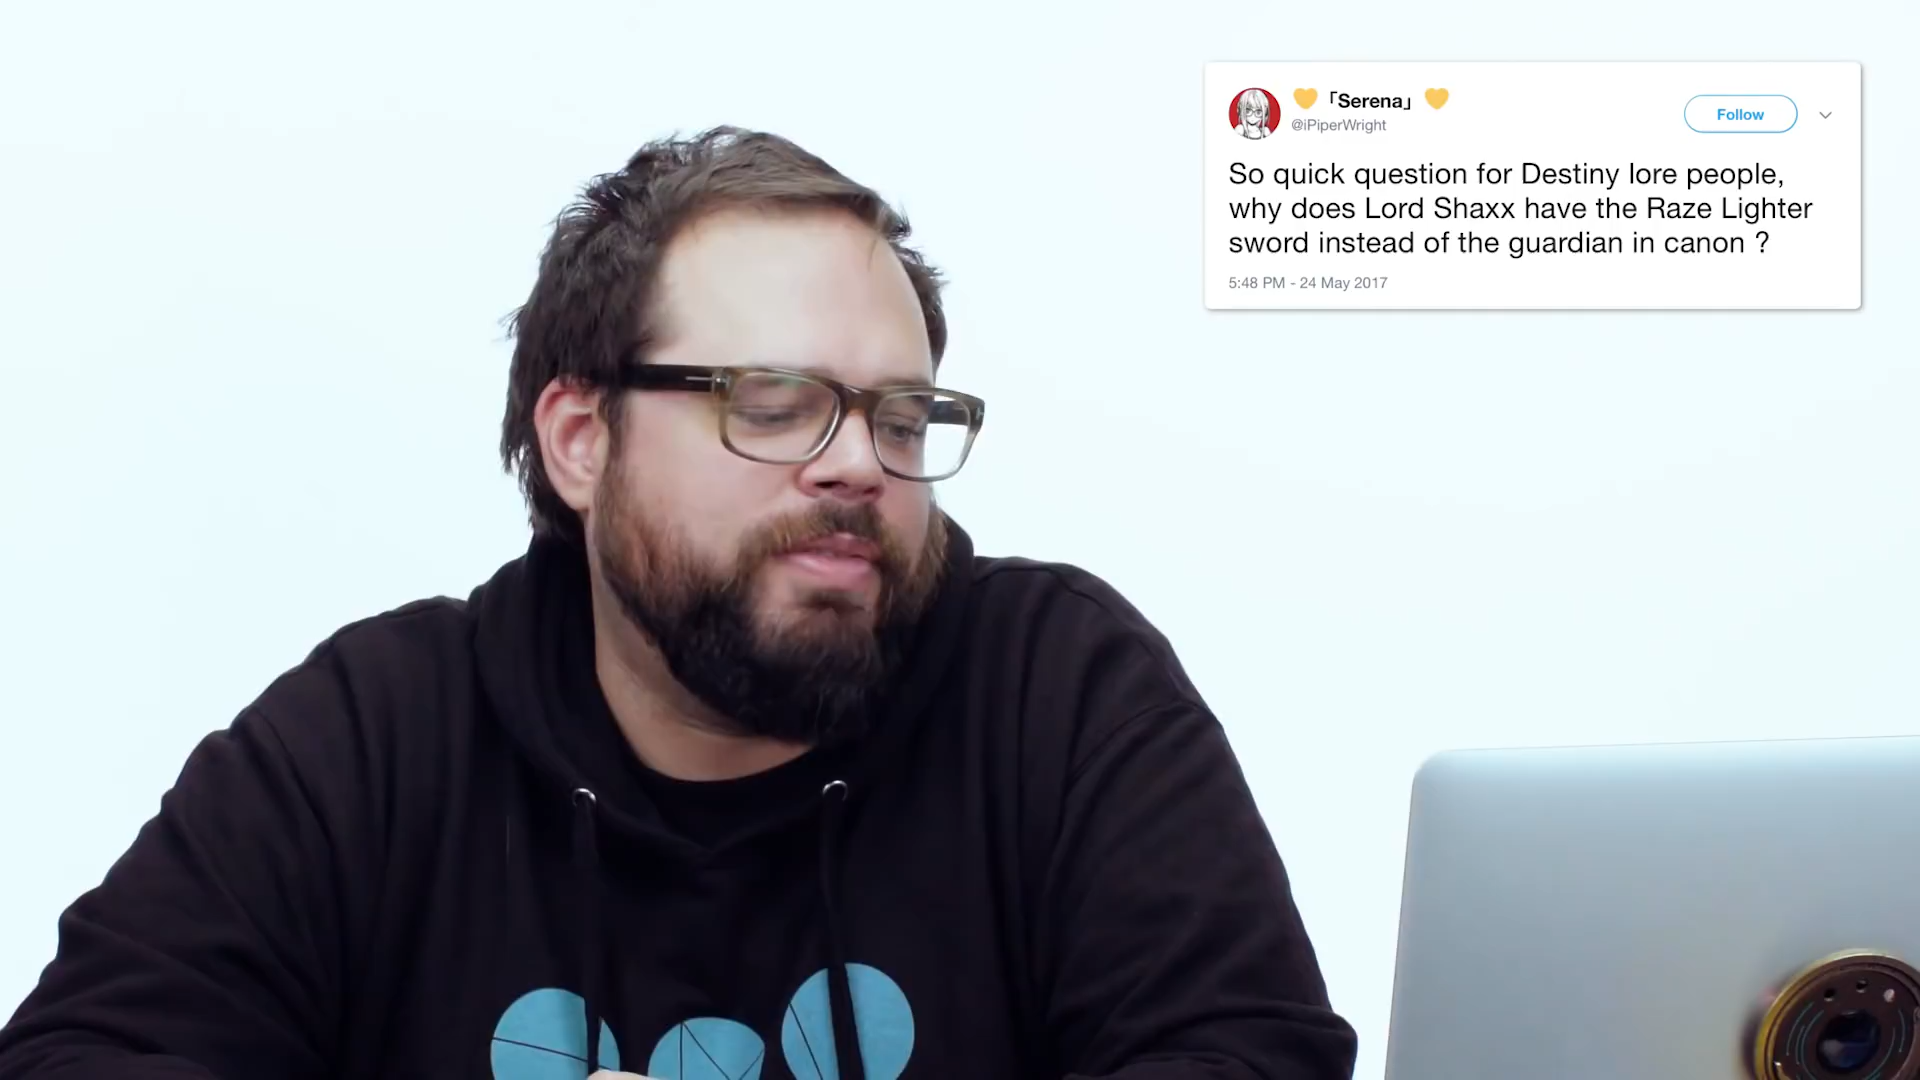 💛「Serena」💛
@iPiperWright
Follow
So quick question for Destiny lore people,
why does Lord Shaxx have the Raze Lighter
sword instead of the guardian in canon ?
5:48 PM - 24 May 2017